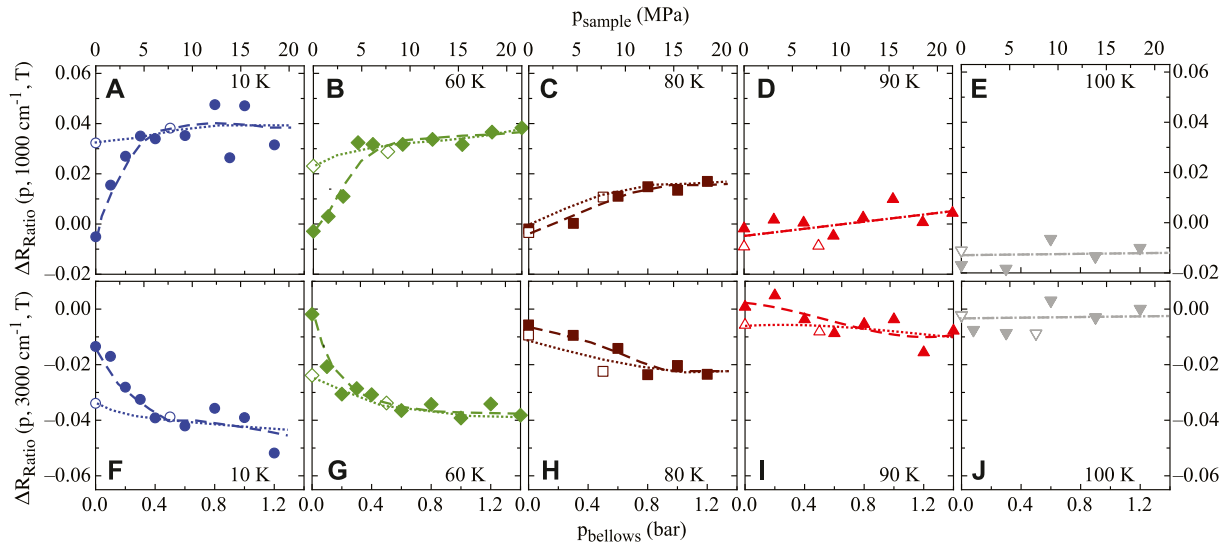 p_sample (MPa)
0 5 10 15 20 0 5 10 15 20 0 5 10 15 20 0 5 10 15 20 0 5 10 15 20
ΔR_Ratio (p, 1000 cm⁻¹, T)
0.06
0.04
0.02
0.00
−0.02
A 10 K
B 60 K
C 80 K
D 90 K
E 100 K
0.06
0.04
0.02
0.00
−0.02
ΔR_Ratio (p, 3000 cm⁻¹, T)
−0.00
−0.02
−0.04
−0.06
F 10 K
G 60 K
H 80 K
I 90 K
J 100 K
0.00
−0.02
−0.04
−0.06
0.0 0.4 0.8 1.2 0.0 0.4 0.8 1.2 0.0 0.4 0.8 1.2 0.0 0.4 0.8 1.2 0.0 0.4 0.8 1.2
p_bellows (bar)